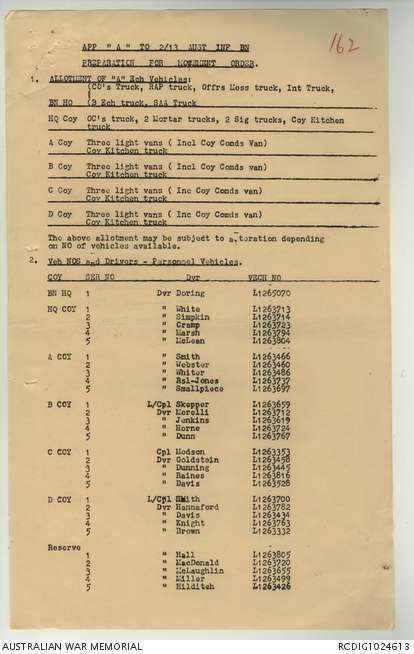 162
APP "A" TO 2/13 AUST INF BN
PREPARATION FOR MOVEMENT ORDER.
1. ALLOTMENT OF "A" Ech Vehicles:
(CO's Truck, RAP truck, Offrs Mess truck, Int Truck,
BN HQ (B Ech truck, SAA Truck
HQ Coy OC's truck, 2 Mortar trucks, 2 Sig trucks, Coy Kitchen
truck
A Coy Three light vans ( Incl Coy Comds Van)
Coy Kitchen truck
B Coy Three light vans ( Incl Coy Comds Van)
Coy Kitchen truck
C Coy Three light vans ( Inc Coy Comds Van)
Coy Kitchen truck
D Coy Three light vans ( Inc Coy Comds Van)
Coy Kitchen truck
The above allotment may be subject to alteration depending
on NO of vehicles available.
2. Veh NOS and Drivers - Personnel Vehicles.
COY SER NO Dvr VECH NO
BN HQ 1 Dvr Doring L1265070
HQ COY 1 " White L1263713
2 " Simpkin L1263714
3 " Cramp L1263723
4 " Marsh L1263794
5 " McLean L1263804
A COY 1 " Smith L1263466
2 " Webster L1263460
3 " Whiter L1263486
4 " Rsl-Jones L1263737
5 " Smallpiece L1263697
B COY 1 L/Cpl Skepper L1263659
2 Dvr Morelli L1263712
3 " Jenkins L1263619
4 " Horne L1263724
5 " Dunn L1263767
C COY 1 Cpl Modson L1263353
2 Dvr Goldstein L1263458
3 " Dunning L1263445
4 " Raines L1263816
5 " Davis L1263528
D COY 1 L/Cpl Smith L1263700
2 Dvr Hannaford L1263782
3 " Davis L1263434
4 " Knight L1263763
5 " Brown L1263332
Reserve
1 " Hall L1263805
2 " MacDonald L1263720
3 " McLaughlin L1263655
4 " Miller L1263499
5 " Hilditch L1263426
AUSTRALIAN WAR MEMORIAL RCDIG1024613